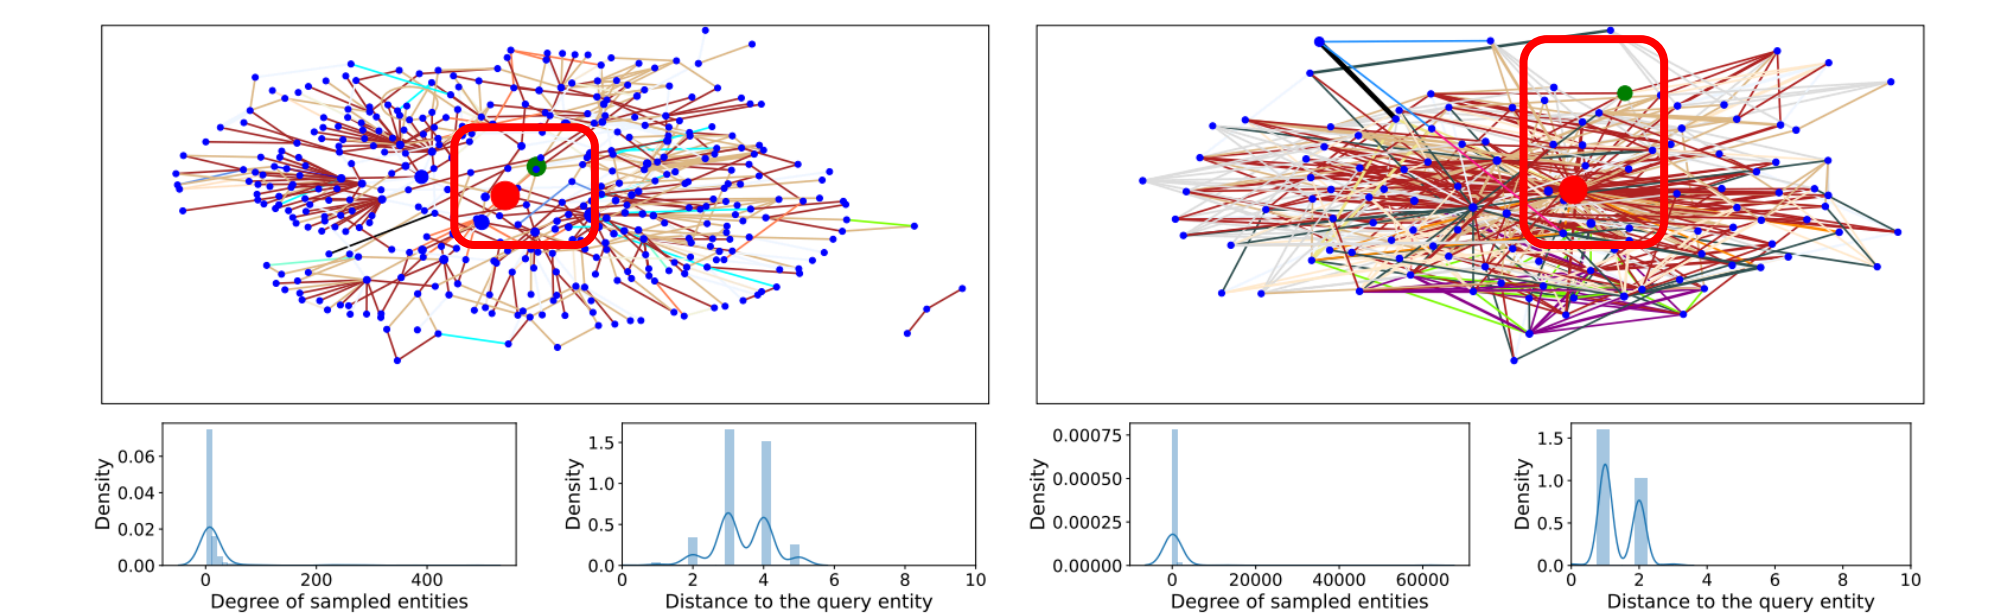 0.06
0.04
0.02
0.00
Density
0 200 400
Degree of sampled entities
1.5
1.0
0.5
0.0
Density
0 2 4 6 8 10
Distance to the query entity
0.00075
0.00050
0.00025
0.00000
Density
0 20000 40000 60000
Degree of sampled entities
1.5
1.0
0.5
0.0
Density
0 2 4 6 8 10
Distance to the query entity